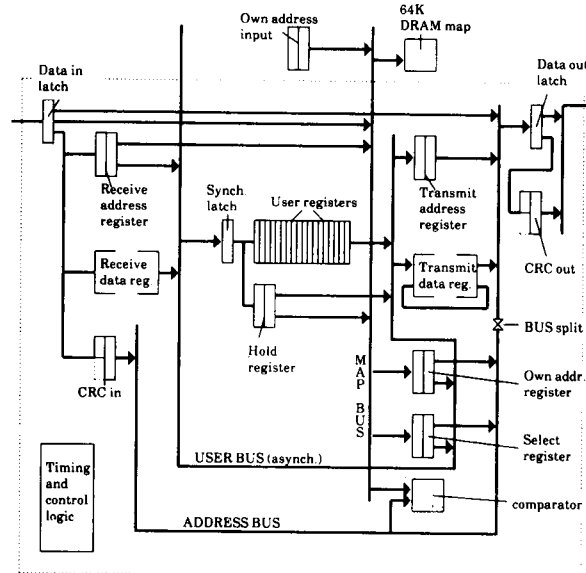 Own address
input
64K
DRAM map
Data in
latch
Data out
latch
Receive
address
register
Synch.
latch
User registers
Transmit
address
register
Receive
data reg.
Transmit
data reg.
CRC out
BUS split
Hold
register
CRC in
MAP BUS
Own addr.
register
Select
register
USER BUS (asynch.)
Timing
and
control
logic
comparator
ADDRESS BUS